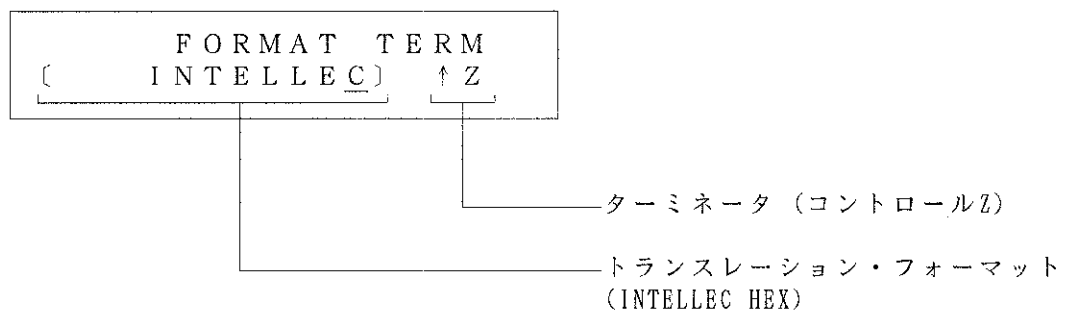 FORMAT TERM
〔 INTELLEC〕 ↑Z
ターミネータ (コントロールZ)
トランスレーション・フォーマット
(INTELLEC HEX)